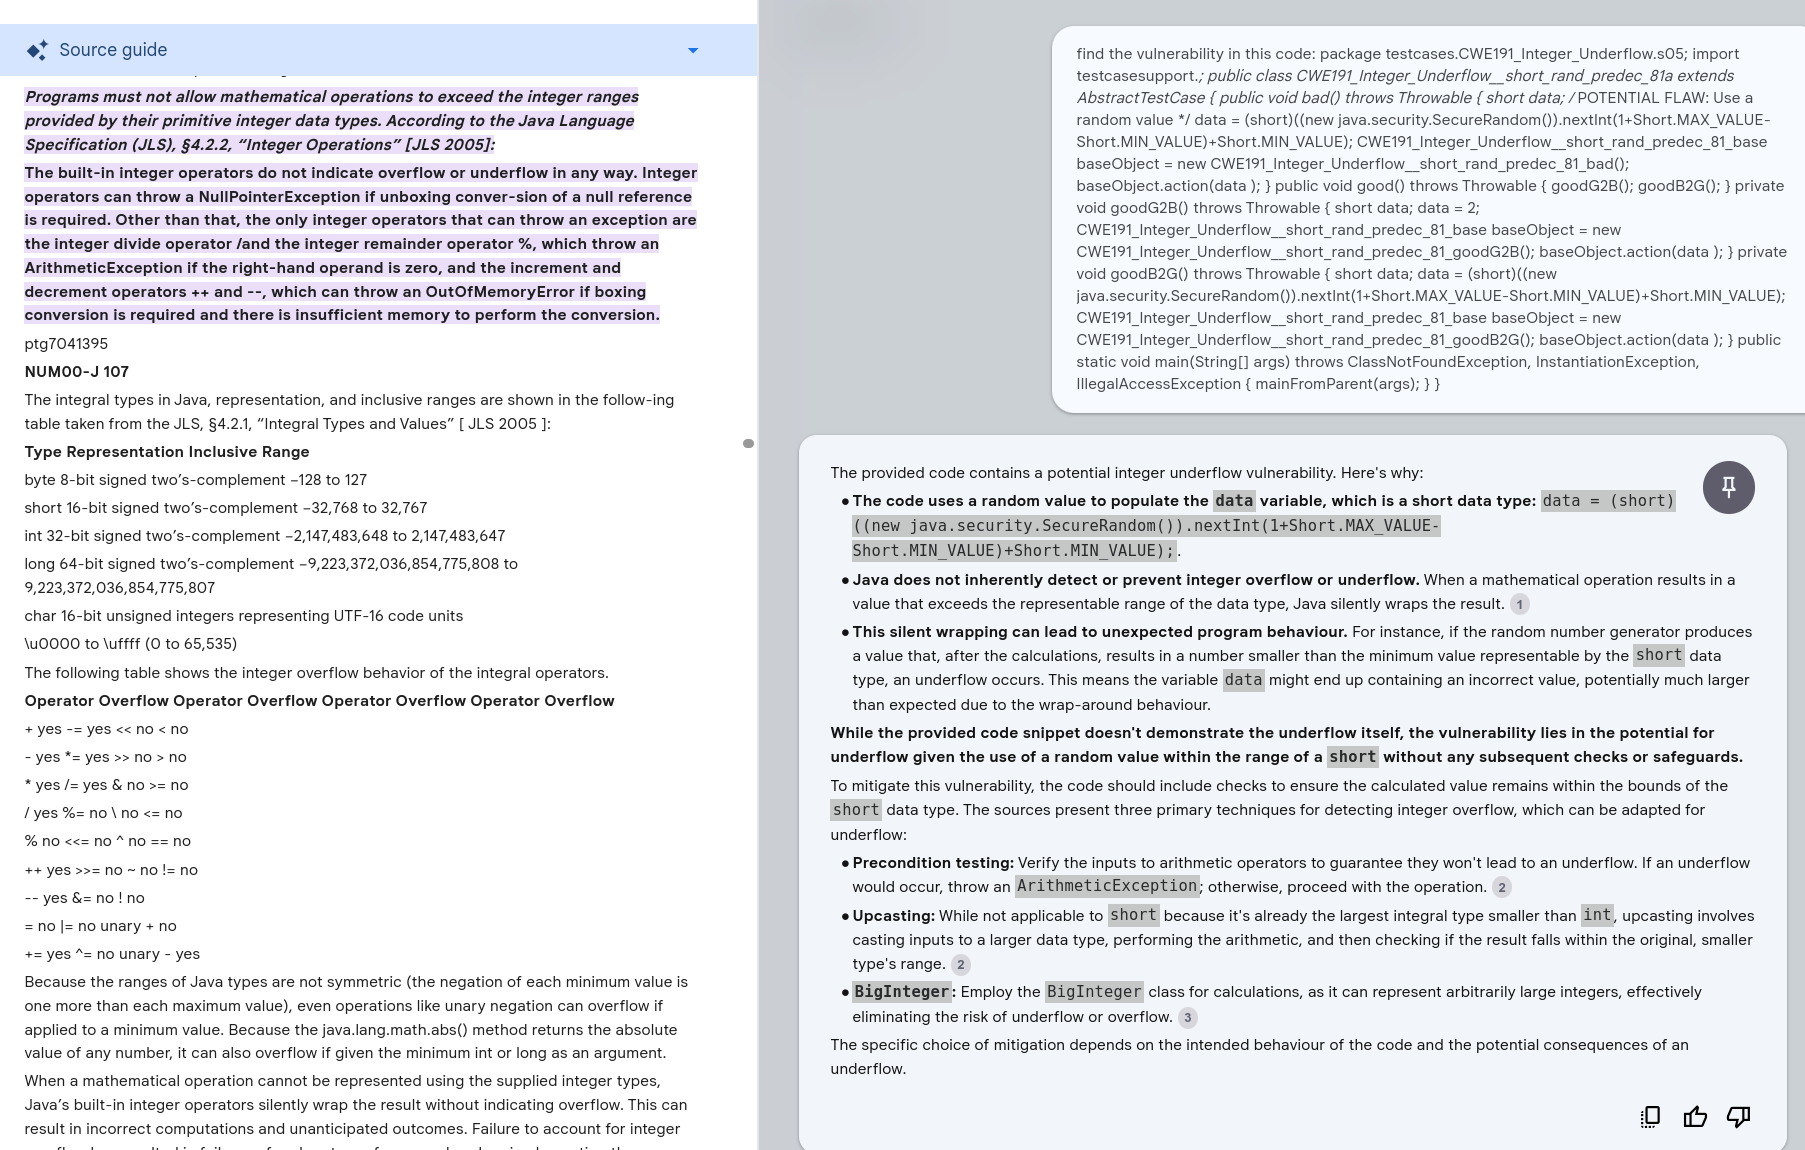 Source guide
Programs must not allow mathematical operations to exceed the integer ranges
provided by their primitive integer data types. According to the Java Language
Specification (JLS), §4.2.2, “Integer Operations” [JLS 2005]:
The built-in integer operators do not indicate overflow or underflow in any way. Integer
operators can throw a NullPointerException if unboxing conver-sion of a null reference
is required. Other than that, the only integer operators that can throw an exception are
the integer divide operator /and the integer remainder operator %, which throw an
ArithmeticException if the right-hand operand is zero, and the increment and
decrement operators ++ and --, which can throw an OutOfMemoryError if boxing
conversion is required and there is insufficient memory to perform the conversion.
ptg7041395
NUM00-J 107
The integral types in Java, representation, and inclusive ranges are shown in the follow-ing
table taken from the JLS, §4.2.1, “Integral Types and Values” [ JLS 2005 ]:
Type Representation Inclusive Range
byte 8-bit signed two’s-complement −128 to 127
short 16-bit signed two’s-complement −32,768 to 32,767
int 32-bit signed two’s-complement −2,147,483,648 to 2,147,483,647
long 64-bit signed two’s-complement −9,223,372,036,854,775,808 to
9,223,372,036,854,775,807
char 16-bit unsigned integers representing UTF-16 code units
\u0000 to \uffff (0 to 65,535)
The following table shows the integer overflow behavior of the integral operators.
Operator Overflow Operator Overflow Operator Overflow Operator Overflow
+ yes -= yes << no < no
- yes *= yes >> no > no
* yes /= yes & no >= no
/ yes %= no \ no <= no
% no <<= no ^ no == no
++ yes >>= no ~ no != no
-- yes &= no ! no
= no |= no unary + no
+= yes ^= no unary - yes
Because the ranges of Java types are not symmetric (the negation of each minimum value is
one more than each maximum value), even operations like unary negation can overflow if
applied to a minimum value. Because the java.lang.math.abs() method returns the absolute
value of any number, it can also overflow if given the minimum int or long as an argument.
When a mathematical operation cannot be represented using the supplied integer types,
Java’s built-in integer operators silently wrap the result without indicating overflow. This can
result in incorrect computations and unanticipated outcomes. Failure to account for integer
find the vulnerability in this code: package testcases.CWE191_Integer_Underflow.s05; import
testcasesupport.; public class CWE191_Integer_Underflow__short_rand_predec_81a extends
AbstractTestCase { public void bad() throws Throwable { short data; / POTENTIAL FLAW: Use a
random value */ data = (short)((new java.security.SecureRandom()).nextInt(1+Short.MAX_VALUE-
Short.MIN_VALUE)+Short.MIN_VALUE); CWE191_Integer_Underflow__short_rand_predec_81_base
baseObject = new CWE191_Integer_Underflow__short_rand_predec_81_bad();
baseObject.action(data ); } public void good() throws Throwable { goodG2B(); goodB2G(); } private
void goodG2B() throws Throwable { short data; data = 2;
CWE191_Integer_Underflow__short_rand_predec_81_base baseObject = new
CWE191_Integer_Underflow__short_rand_predec_81_goodG2B(); baseObject.action(data ); } private
void goodB2G() throws Throwable { short data; data = (short)((new
java.security.SecureRandom()).nextInt(1+Short.MAX_VALUE-Short.MIN_VALUE)+Short.MIN_VALUE);
CWE191_Integer_Underflow__short_rand_predec_81_base baseObject = new
CWE191_Integer_Underflow__short_rand_predec_81_goodB2G(); baseObject.action(data ); } public
static void main(String[] args) throws ClassNotFoundException, InstantiationException,
IllegalAccessException { mainFromParent(args); } }
The provided code contains a potential integer underflow vulnerability. Here's why:
● The code uses a random value to populate the data variable, which is a short data type: data = (short)
((new java.security.SecureRandom()).nextInt(1+Short.MAX_VALUE-
Short.MIN_VALUE)+Short.MIN_VALUE);.
● Java does not inherently detect or prevent integer overflow or underflow. When a mathematical operation results in a
value that exceeds the representable range of the data type, Java silently wraps the result. 1
● This silent wrapping can lead to unexpected program behaviour. For instance, if the random number generator produces
a value that, after the calculations, results in a number smaller than the minimum value representable by the short data
type, an underflow occurs. This means the variable data might end up containing an incorrect value, potentially much larger
than expected due to the wrap-around behaviour.
While the provided code snippet doesn't demonstrate the underflow itself, the vulnerability lies in the potential for
underflow given the use of a random value within the range of a short without any subsequent checks or safeguards.
To mitigate this vulnerability, the code should include checks to ensure the calculated value remains within the bounds of the
short data type. The sources present three primary techniques for detecting integer overflow, which can be adapted for
underflow:
● Precondition testing: Verify the inputs to arithmetic operators to guarantee they won't lead to an underflow. If an underflow
would occur, throw an ArithmeticException; otherwise, proceed with the operation. 2
● Upcasting: While not applicable to short because it's already the largest integral type smaller than int, upcasting involves
casting inputs to a larger data type, performing the arithmetic, and then checking if the result falls within the original, smaller
type's range. 2
● BigInteger: Employ the BigInteger class for calculations, as it can represent arbitrarily large integers, effectively
eliminating the risk of underflow or overflow. 3
The specific choice of mitigation depends on the intended behaviour of the code and the potential consequences of an
underflow.